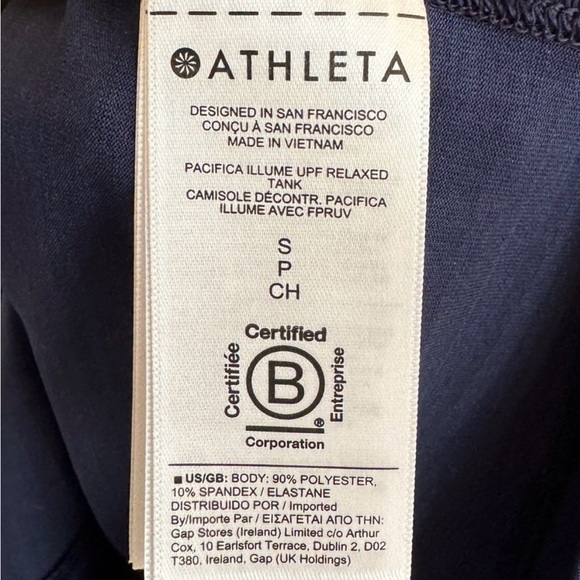 ATHLETA
DESIGNED IN SAN FRANCISCO
CONÇU À SAN FRANCISCO
MADE IN VIETNAM
PACIFICA ILLUME UPF RELAXED
TANK
CAMISOLE DÉCONTR. PACIFICA
ILLUME AVEC FPRUV
S
P
CH
Certified
Certifiée
B
Entreprise
Corporation
■ US/GB: BODY: 90% POLYESTER,
10% SPANDEX / ELASTANE
DISTRIBUIDO POR / Imported
By/Importe Par / ΕΙΣΑΓΕΤΑΙ ΑΠΟ ΤΗΝ:
Gap Stores (Ireland) Limited c/o Arthur
Cox, 10 Earlsfort Terrace, Dublin 2, D02
T380, Ireland, Gap (UK Holdings)